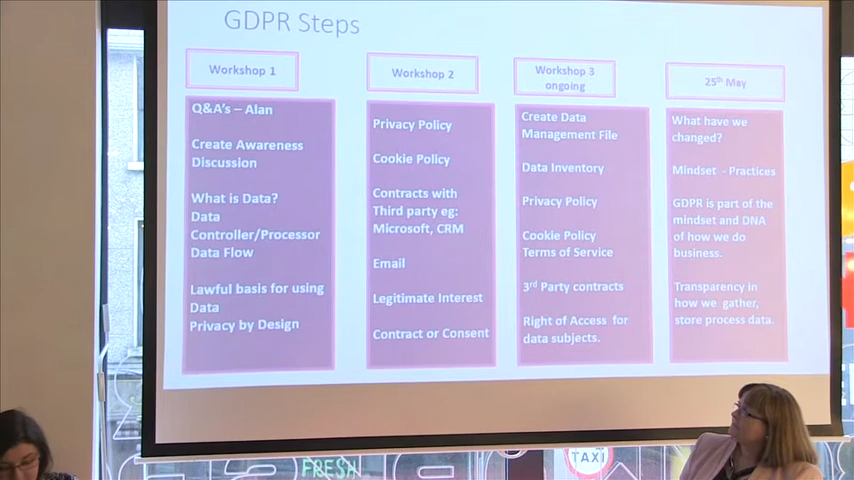 GDPR Steps
Workshop 1
Q&A's – Alan
Create Awareness
Discussion
What is Data?
Data
Controller/Processor
Data Flow
Lawful basis for using
Data
Privacy by Design
Workshop 2
Privacy Policy
Cookie Policy
Contracts with
Third party eg:
Microsoft, CRM
Email
Legitimate Interest
Contract or Consent
Workshop 3
ongoing
Create Data
Management File
Data Inventory
Privacy Policy
Cookie Policy
Terms of Service
3rd Party contracts
Right of Access for
data subjects.
25th May
What have we
changed?
Mindset - Practices
GDPR is part of the
mindset and DNA
of how we do
business.
Transparency in
how we gather,
store process data.
FRESH
TAXI